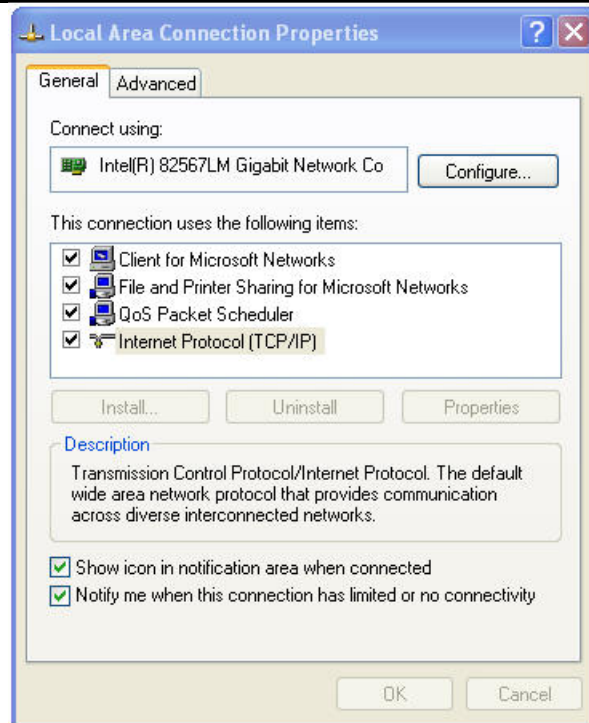 Local Area Connection Properties
General
Advanced
Connect using:
Intel(R) 82567LM Gigabit Network Co
Configure...
This connection uses the following items:
Client for Microsoft Networks
File and Printer Sharing for Microsoft Networks
QoS Packet Scheduler
Internet Protocol (TCP/IP)
Install...
Uninstall
Properties
Description
Transmission Control Protocol/Internet Protocol. The default
wide area network protocol that provides communication
across diverse interconnected networks.
Show icon in notification area when connected
Notify me when this connection has limited or no connectivity
OK
Cancel